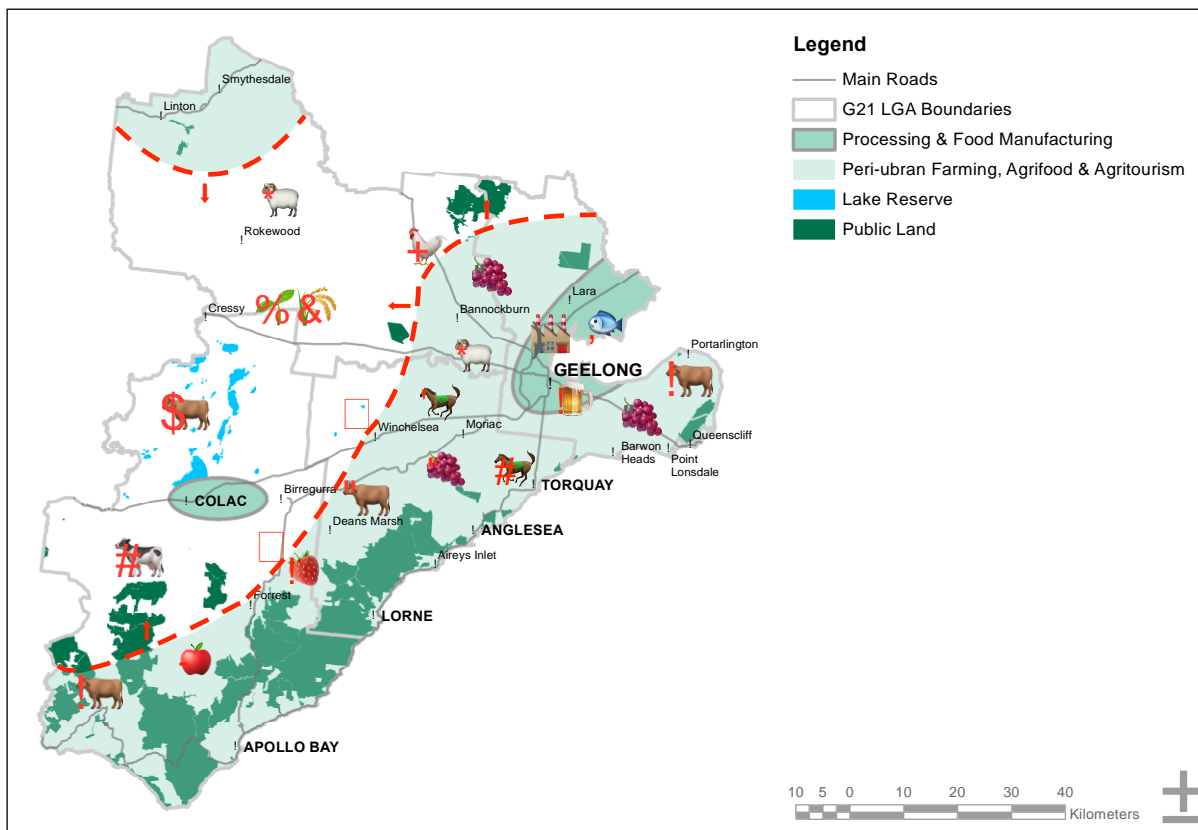 Legend
Main Roads
G21 LGA Boundaries
Processing & Food Manufacturing
Peri-ubran Farming, Agrifood & Agritourism
Lake Reserve
Public Land
Smythesdale
Linton
Rokewood
Cressy
%
&
Bannockburn
Lara
GEELONG
Portarlington
Queenscliff
Point
Lonsdale
Barwon
Heads
Winchelsea
Moriac
TORQUAY
$
COLAC
Birregurra
Deans Marsh
ANGLESEA
Aireys Inlet
#
#
!
!
!
!
+
Forrest
LORNE
APOLLO BAY
10 5 0 10 20 30 40
Kilometers
±